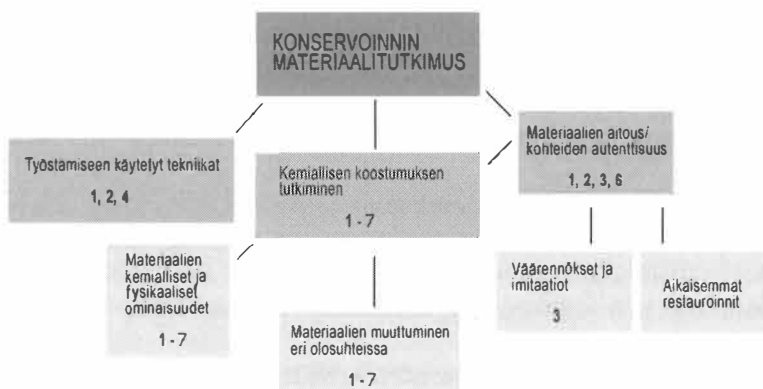 KONSERVOINNIN
MATERIAALITUTKIMUS
Työstämiseen käytetyt tekniikat
1, 2, 4
Kemiallisen koostumuksen
tutkiminen
1 - 7
Materiaalien aitous/
kohteiden autenttisuus
1, 2, 3, 6
Materiaalien
kemialliset ja
fysikaaliset
ominaisuudet
1 - 7
Materiaalien muuttuminen
eri olosuhteissa
1 - 7
Väärennökset ja
imitaatiot
3
Aikaisemmat
restauroinnit